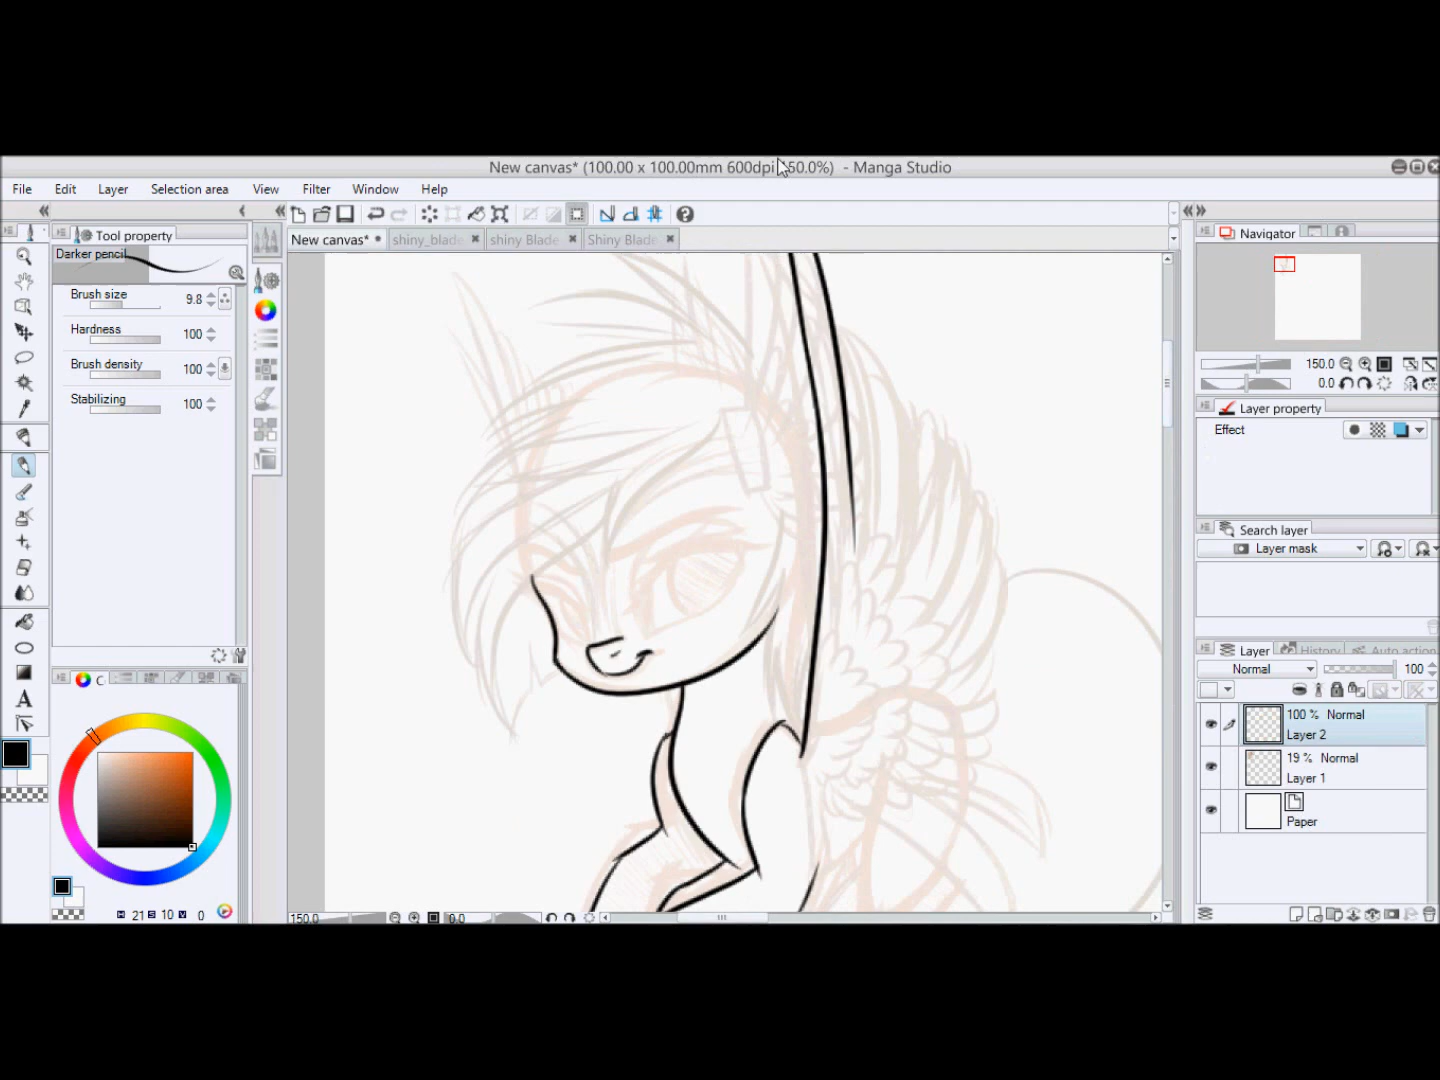 New canvas* (100.00 x 100.00mm 600dpi 150.0%) - Manga Studio
File Edit Layer Selection area View Filter Window Help
Tool property
New canvas* shiny_blade shiny Blade Shiny Blade
Navigator
Darker pencil
Brush size 9.8
Hardness 100
Brush density 100
Stabilizing 100
150.0
0.0
Layer property
Effect
Search layer
Layer mask
Layer History Auto action
Normal 100
100 % Normal
Layer 2
19 % Normal
Layer 1
Paper
C
A
H 21 S 10 V 0
150.0 0.0